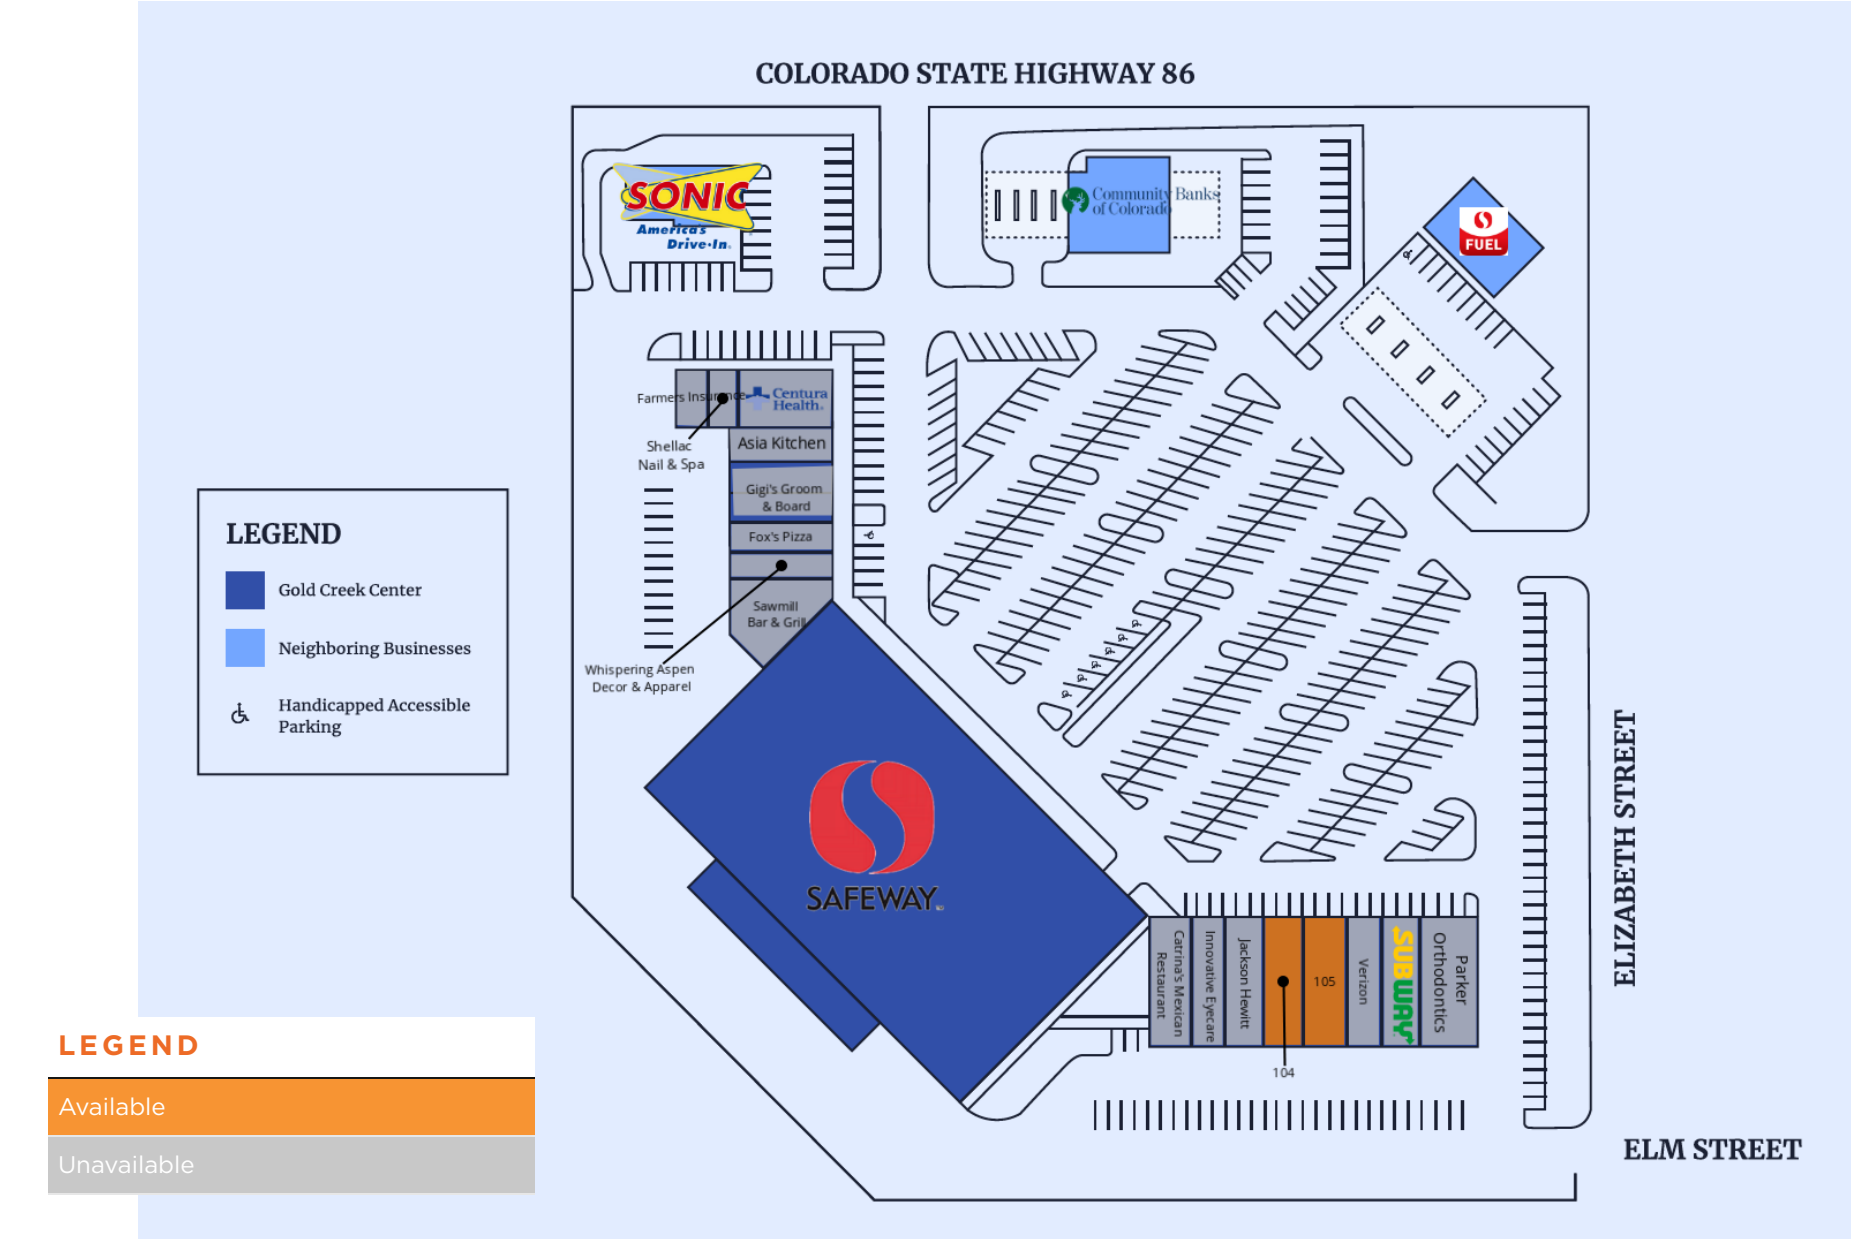 COLORADO STATE HIGHWAY 86
SONIC
America's
Drive-In.
Community Banks
of Colorado
FUEL
Farmers Insurance
Centura
Health.
Shellac
Nail & Spa
Asia Kitchen
Gigi's Groom
& Board
Fox's Pizza
Sawmill
Bar & Grill
Whispering Aspen
Decor & Apparel
LEGEND
Gold Creek Center
Neighboring Businesses
Handicapped Accessible
Parking
SAFEWAY
ELIZABETH STREET
Catrina's Mexican
Restaurant
Innovative Eyecare
Jackson Hewitt
105
Verizon
SUBWAY
Parker
Orthodontics
104
LEGEND
Available
Unavailable
ELM STREET